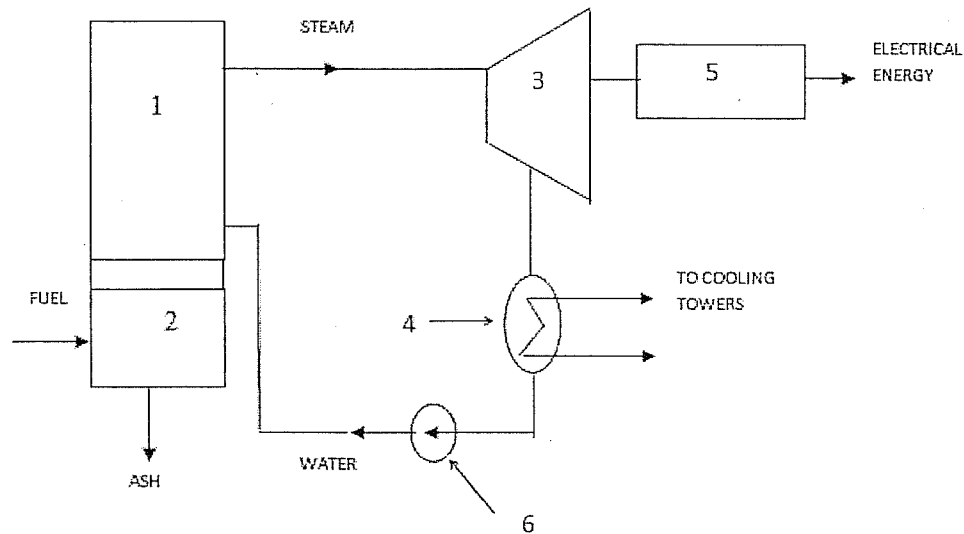 STEAM
ELECTRICAL
ENERGY
1
3
5
FUEL
2
4
TO COOLING
TOWERS
WATER
ASH
6